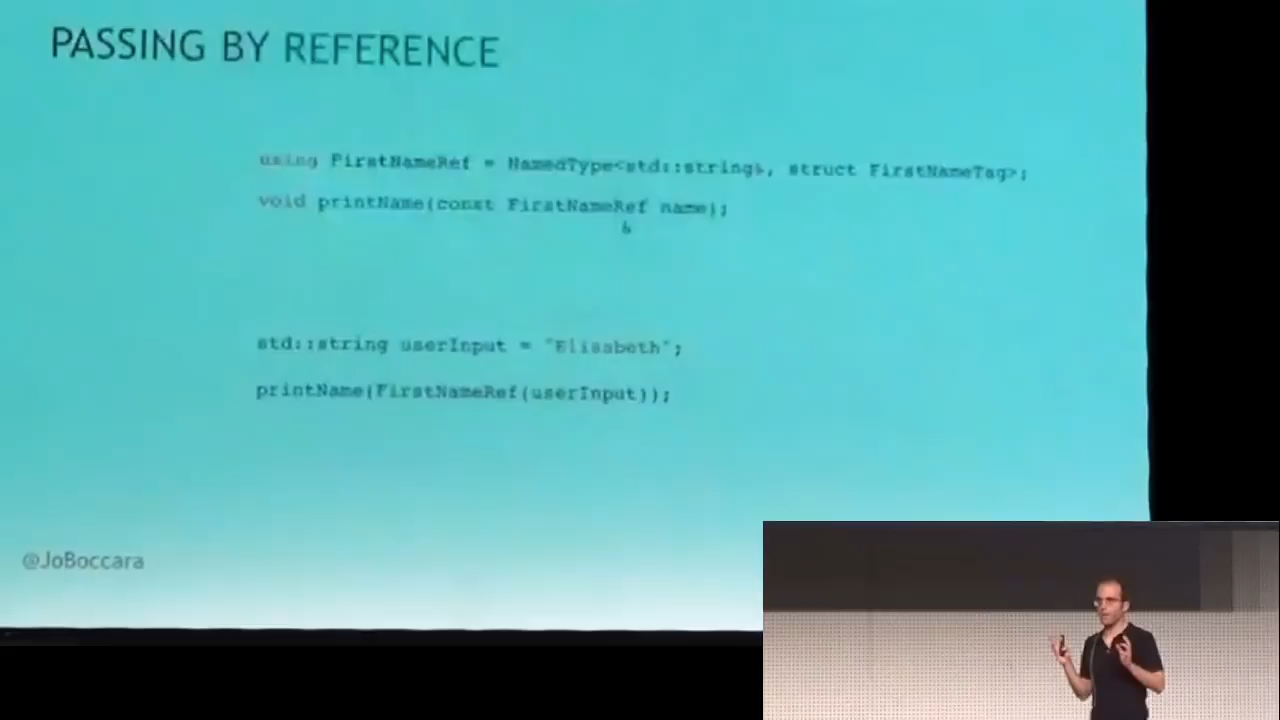 PASSING BY REFERENCE
using FirstNameRef = NamedType<std::string&, struct FirstNameTag>;
void printName(const FirstNameRef name);
&
std::string userInput = "Elisabeth";
printName(FirstNameRef(userInput));
@JoBoccara